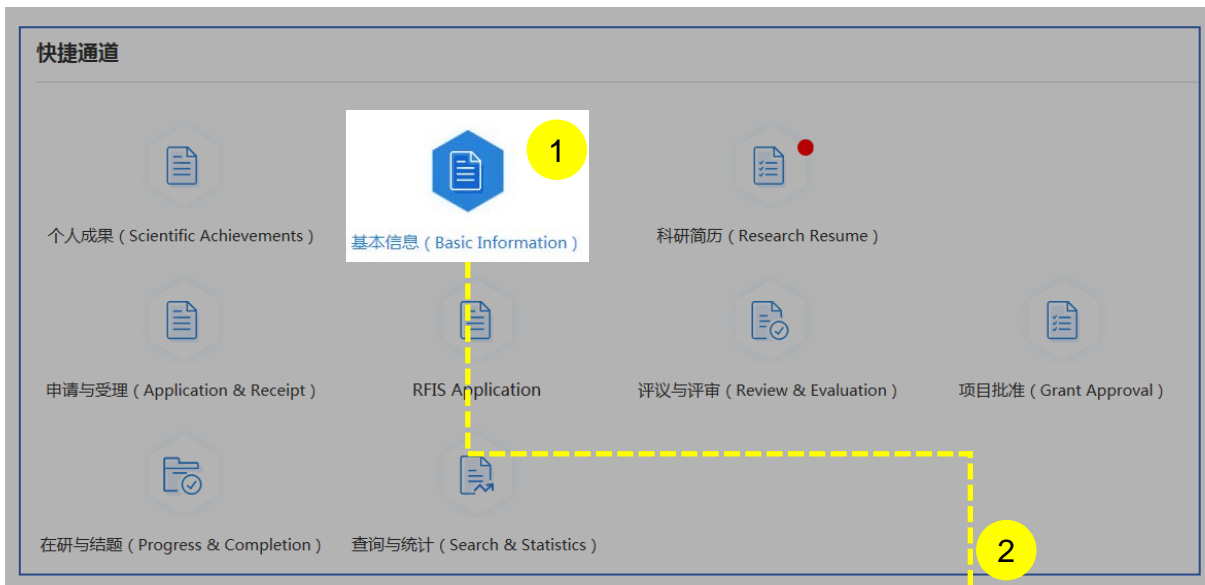 快捷通道
1
个人成果 ( Scientific Achievements )
基本信息 ( Basic Information )
科研简历 ( Research Resume )
申请与受理 ( Application & Receipt )
RFIS Application
评议与评审 ( Review & Evaluation )
项目批准 ( Grant Approval )
在研与结题 ( Progress & Completion )
查询与统计 ( Search & Statistics )
2